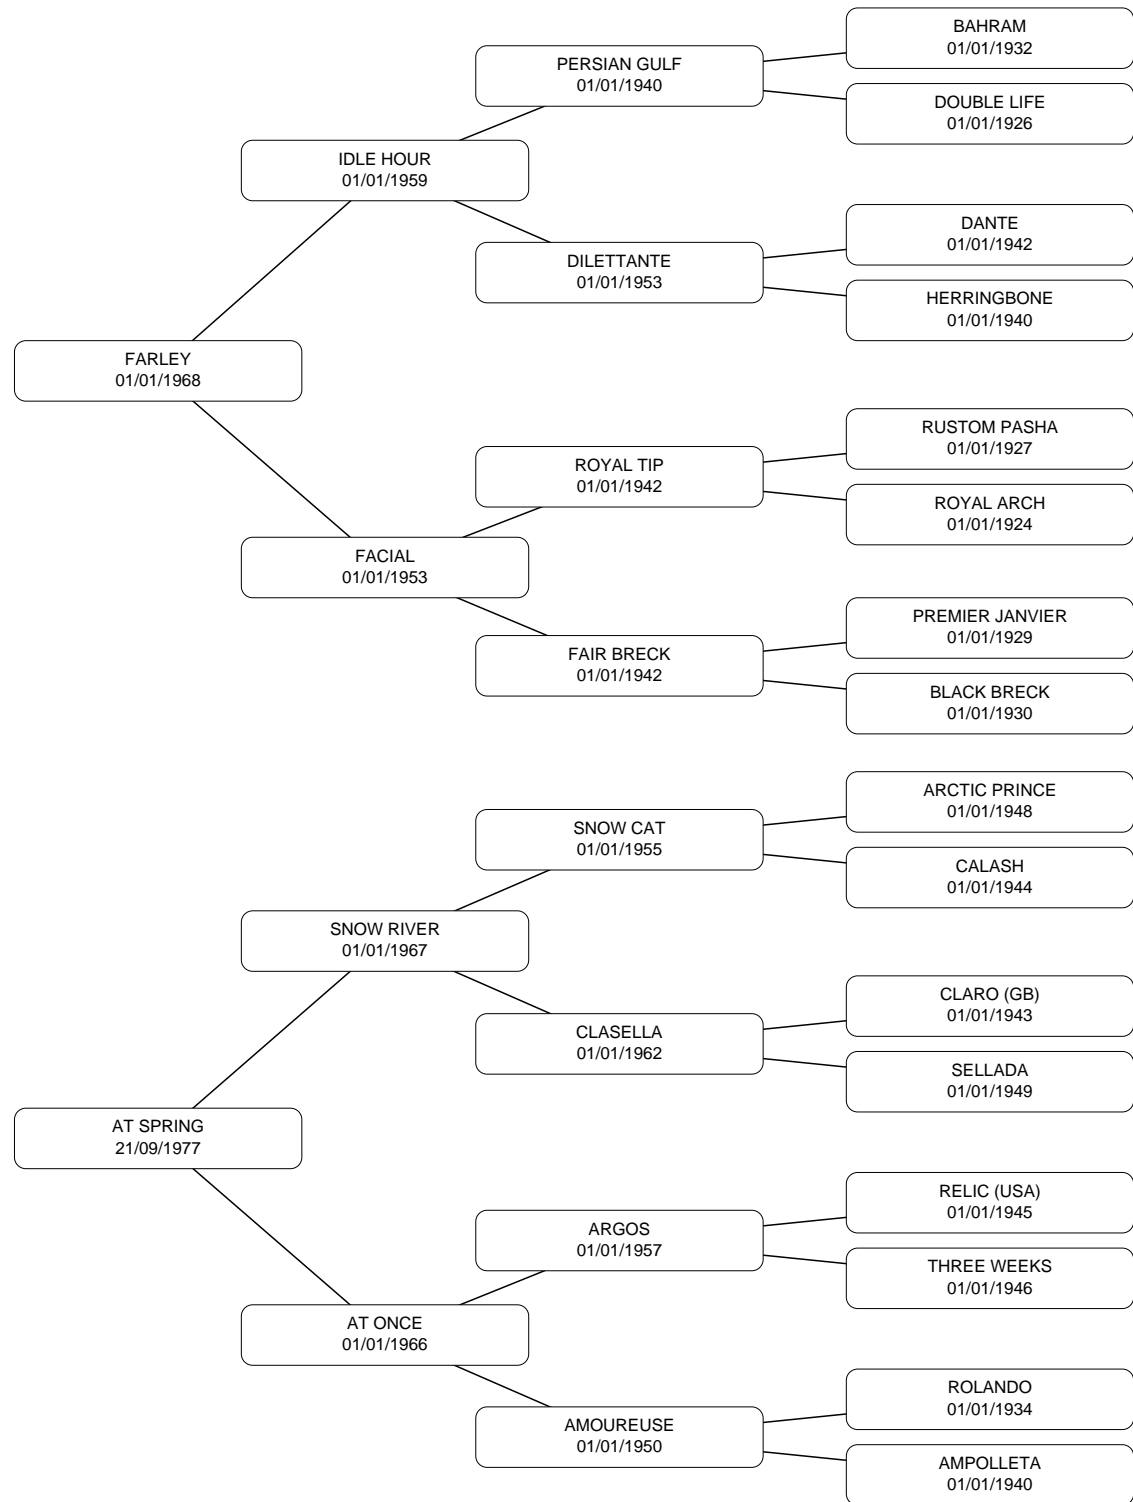 BAHRAM
01/01/1932
PERSIAN GULF
01/01/1940
DOUBLE LIFE
01/01/1926
IDLE HOUR
01/01/1959
DANTE
01/01/1942
DILETTANTE
01/01/1953
HERRINGBONE
01/01/1940
FARLEY
01/01/1968
RUSTOM PASHA
01/01/1927
ROYAL TIP
01/01/1942
ROYAL ARCH
01/01/1924
FACIAL
01/01/1953
PREMIER JANVIER
01/01/1929
FAIR BRECK
01/01/1942
BLACK BRECK
01/01/1930
ARCTIC PRINCE
01/01/1948
SNOW CAT
01/01/1955
CALASH
01/01/1944
SNOW RIVER
01/01/1967
CLARO (GB)
01/01/1943
CLASELLA
01/01/1962
SELLADA
01/01/1949
AT SPRING
21/09/1977
RELIC (USA)
01/01/1945
ARGOS
01/01/1957
THREE WEEKS
01/01/1946
AT ONCE
01/01/1966
ROLANDO
01/01/1934
AMOUREUSE
01/01/1950
AMPOLLETA
01/01/1940